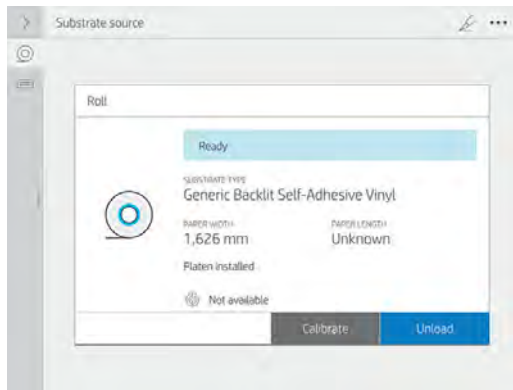 Substrate source
Roll
Ready
SUBSTRATE TYPE
Generic Backlit Self-Adhesive Vinyl
PAPER WIDTH
PAPER LENGTH
1,626 mm
Unknown
Platen installed
Not available
Calibrate
Unload